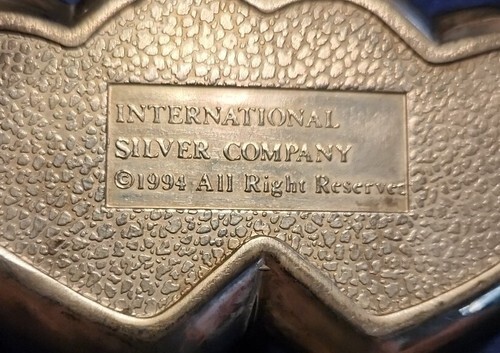 INTERNATIONAL
SILVER COMPANY
©1994 All Right Reserved